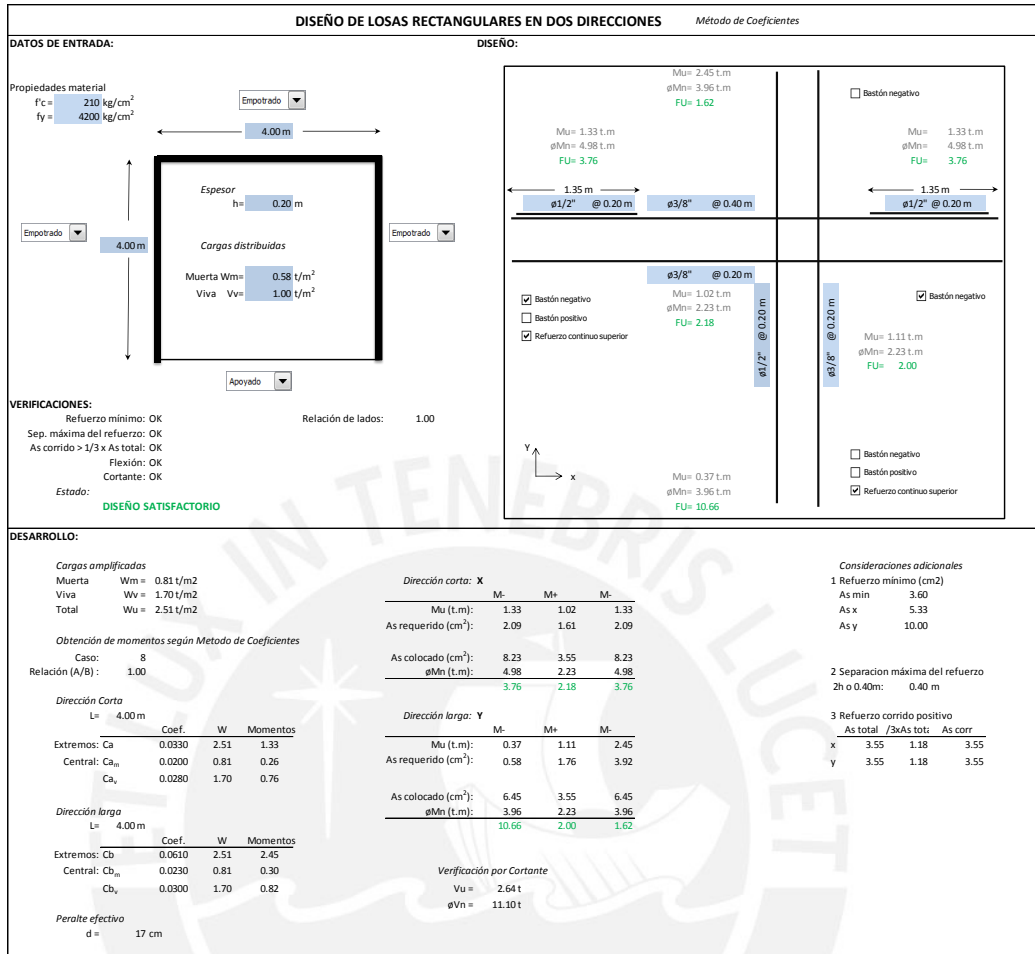 DISEÑO DE LOSAS RECTANGULARES EN DOS DIRECCIONES Método de Coeficientes
DATOS DE ENTRADA:
Propiedades material
f'c = 210 kg/cm²
fy = 4200 kg/cm²
Empotrado
4.00 m
Espesor
h= 0.20 m
Empotrado
4.00 m
Empotrado
Cargas distribuidas
Muerta Wm= 0.58 t/m²
Viva Vv= 1.00 t/m²
Apoyado
VERIFICACIONES:
Refuerzo mínimo: OK Relación de lados: 1.00
Sep. máxima del refuerzo: OK
As corrido > 1/3 x As total: OK
Flexión: OK
Cortante: OK
Estado:
DISEÑO SATISFACTORIO
DISEÑO:
Mu= 2.45 t.m
øMn= 3.96 t.m
FU= 1.62
Bastón negativo
Mu= 1.33 t.m
øMn= 4.98 t.m
FU= 3.76
Mu= 1.33 t.m
øMn= 4.98 t.m
FU= 3.76
1.35 m
1.35 m
ø1/2" @ 0.20 m
ø3/8" @ 0.40 m
ø1/2" @ 0.20 m
ø3/8" @ 0.20 m
Mu= 1.02 t.m
øMn= 2.23 t.m
FU= 2.18
Bastón negativo
Bastón positivo
Refuerzo continuo superior
ø1/2" @ 0.20 m
ø3/8" @ 0.20 m
Bastón negativo
Mu= 1.11 t.m
øMn= 2.23 t.m
FU= 2.00
Y
x
Mu= 0.37 t.m
øMn= 3.96 t.m
FU= 10.66
Bastón negativo
Bastón positivo
Refuerzo continuo superior
DESARROLLO:
Cargas amplificadas
Muerta Wm = 0.81 t/m2
Viva Wv = 1.70 t/m2
Total Wu = 2.51 t/m2
Obtención de momentos según Metodo de Coeficientes
Caso: 8
Relación (A/B) : 1.00
Dirección Corta
L= 4.00 m
Coef. W Momentos
Extremos: Ca 0.0330 2.51 1.33
Central: Caₘ 0.0200 0.81 0.26
Caᵥ 0.0280 1.70 0.76
Dirección larga
L= 4.00 m
Coef. W Momentos
Extremos: Cb 0.0610 2.51 2.45
Central: Cbₘ 0.0230 0.81 0.30
Cbᵥ 0.0300 1.70 0.82
Peralte efectivo
d = 17 cm
Dirección corta: X
M- M+ M-
Mu (t.m): 1.33 1.02 1.33
As requerido (cm²): 2.09 1.61 2.09
As colocado (cm²): 8.23 3.55 8.23
øMn (t.m): 4.98 2.23 4.98
3.76 2.18 3.76
Dirección larga: Y
M- M+ M-
Mu (t.m): 0.37 1.11 2.45
As requerido (cm²): 0.58 1.76 3.92
As colocado (cm²): 6.45 3.55 6.45
øMn (t.m): 3.96 2.23 3.96
10.66 2.00 1.62
Verificación por Cortante
Vu = 2.64 t
øVn = 11.10 t
Consideraciones adicionales
1 Refuerzo mínimo (cm2)
As min 3.60
As x 5.33
As y 10.00
2 Separacion máxima del refuerzo
2h o 0.40m: 0.40 m
3 Refuerzo corrido positivo
As total /3xAs tota As corr
x 3.55 1.18 3.55
y 3.55 1.18 3.55
ET LUX IN TENEBRIS LUCET